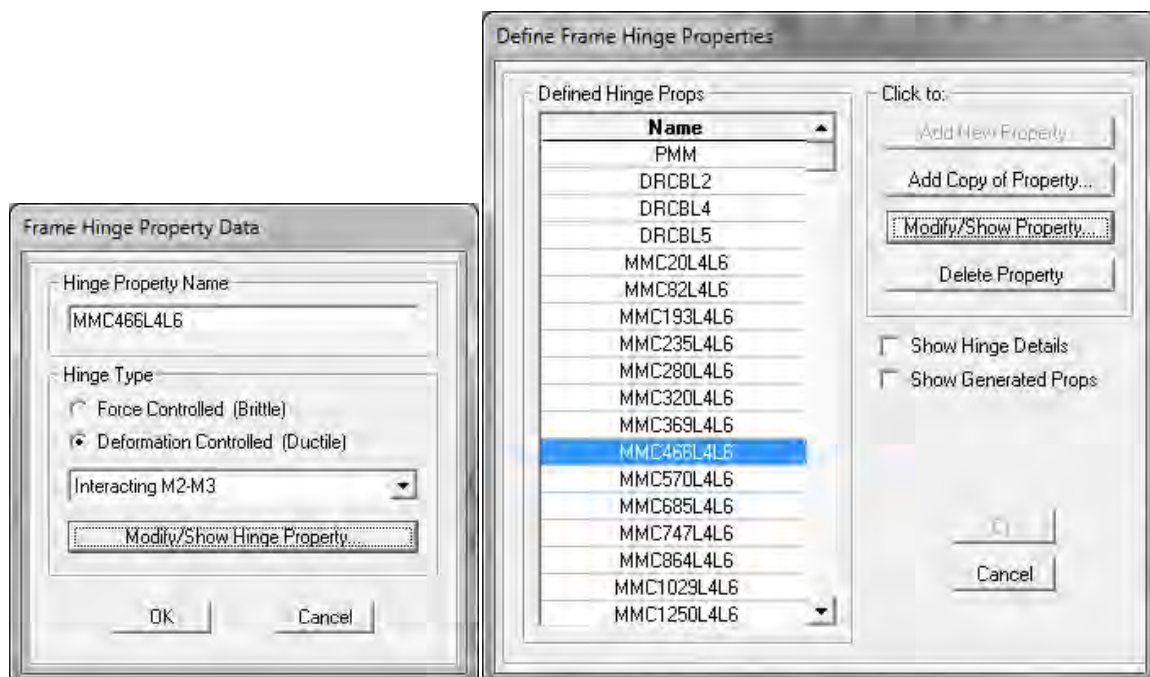 Frame Hinge Property Data
Hinge Property Name
MMC466L4L6
Hinge Type
Force Controlled (Brittle)
Deformation Controlled (Ductile)
Interacting M2-M3
Modify/Show Hinge Property...
OK
Cancel
Define Frame Hinge Properties
Defined Hinge Props
Name
PMM
DRCBL2
DRCBL4
DRCBL5
MMC20L4L6
MMC82L4L6
MMC193L4L6
MMC235L4L6
MMC280L4L6
MMC320L4L6
MMC369L4L6
MMC466L4L6
MMC570L4L6
MMC685L4L6
MMC747L4L6
MMC864L4L6
MMC1029L4L6
MMC1250L4L6
Click to:
Add New Property...
Add Copy of Property...
Modify/Show Property...
Delete Property
Show Hinge Details
Show Generated Props
Cancel